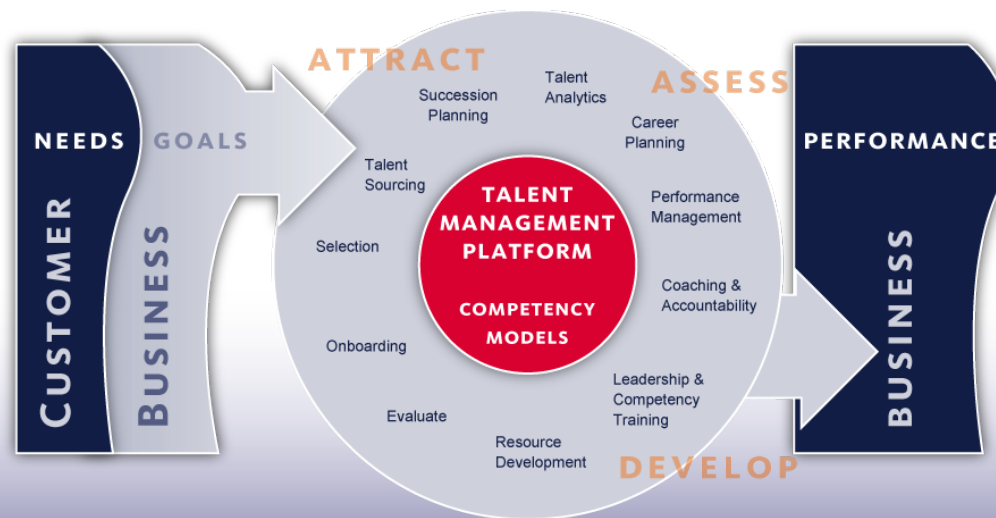 NEEDS
CUSTOMER
GOALS
BUSINESS
ATTRACT
ASSESS
DEVELOP
Succession
Planning
Talent
Analytics
Career
Planning
Performance
Management
Coaching &
Accountability
Leadership &
Competency
Training
Resource
Development
Evaluate
Onboarding
Selection
Talent
Sourcing
TALENT
MANAGEMENT
PLATFORM
COMPETENCY
MODELS
PERFORMANCE
BUSINESS